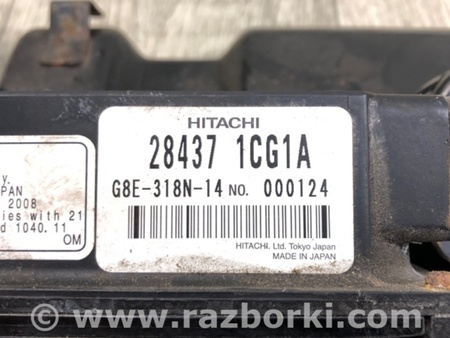 HITACHI
28437 1CG1A
G8E-318N-14 NO. 000124
HITACHI, Ltd. Tokyo Japan
MADE IN JAPAN
y.
PAN
2008
ies with 21
d 1040.11
OM
© www.razborki.com